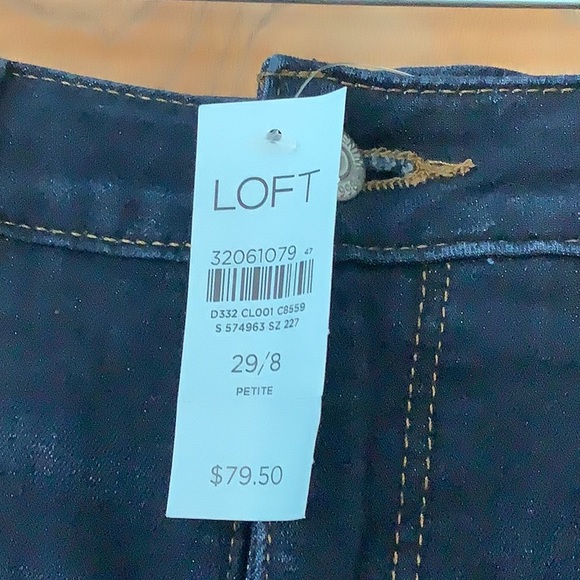 LOFT
32061079 47
D332 CL001 C8559
S 574963 SZ 227
29/8
PETITE
$79.50